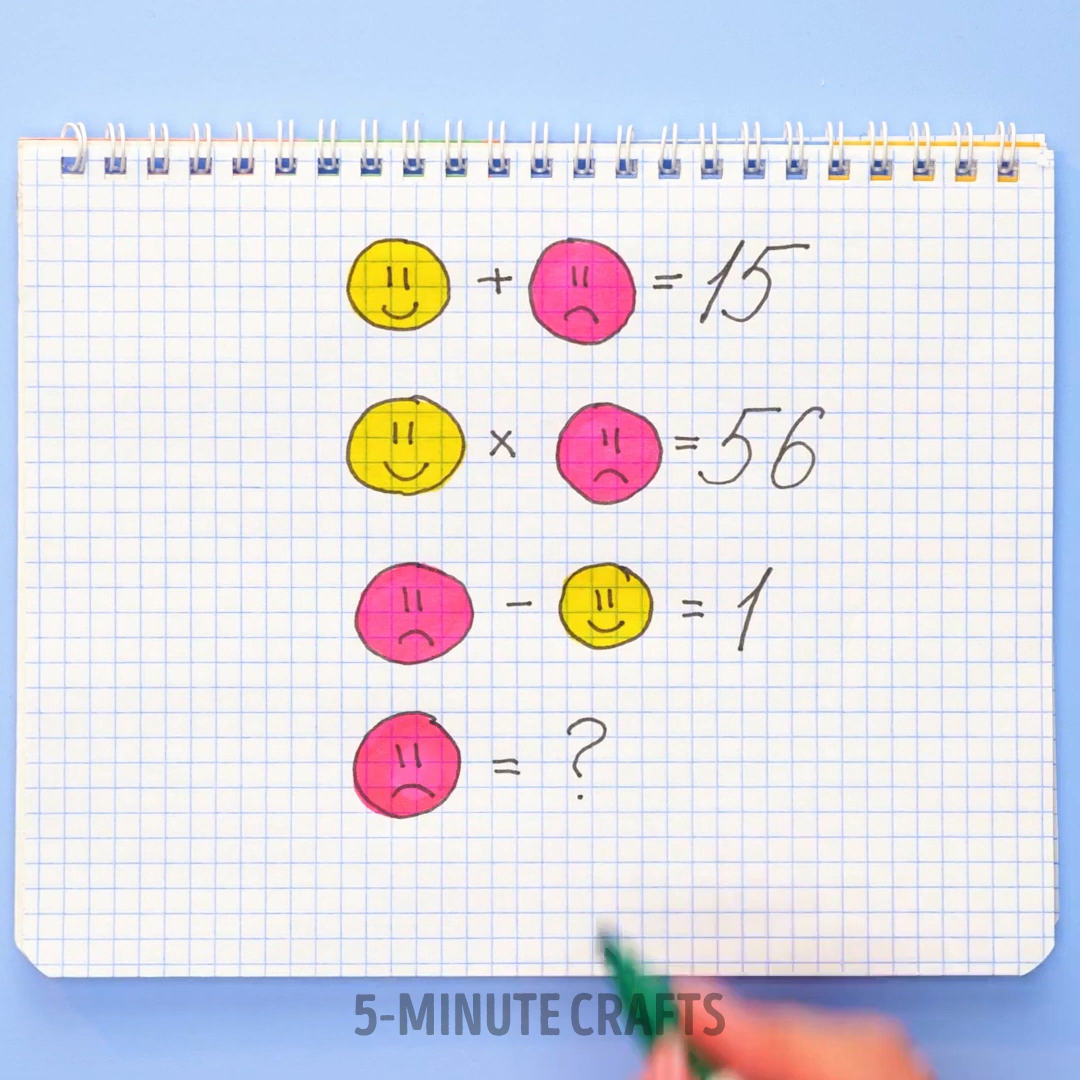 + = 15
x = 56
- = 1
= ?
5-MINUTE CRAFTS